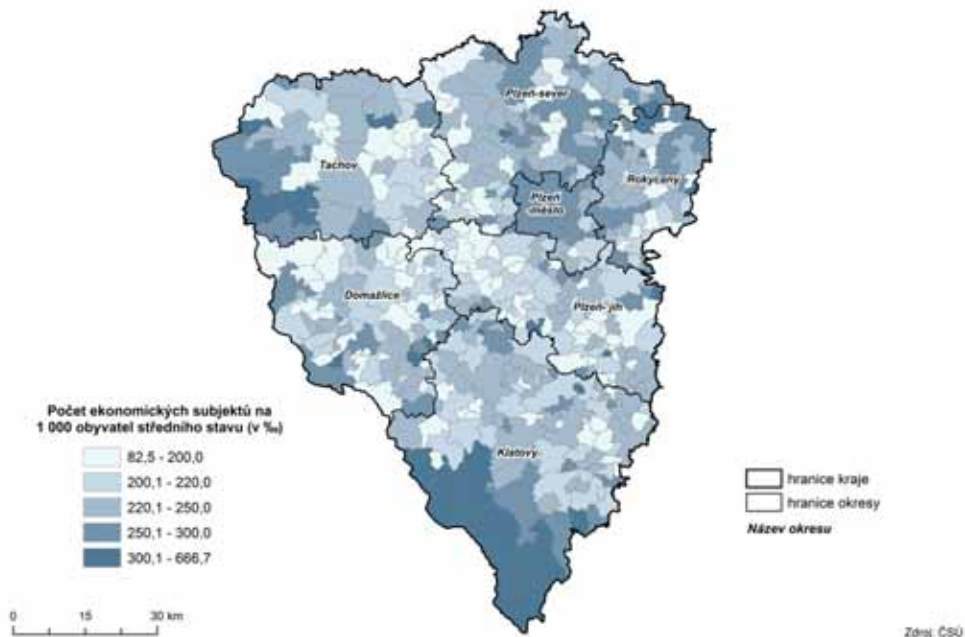 Plzeň-sever
Tachov
Rokycany
Plzeň
město
Domažlice
Plzeň- jih
Počet ekonomických subjektů na
1 000 obyvatel středního stavu (v ‰)
82,5 - 200,0
200,1 - 220,0
220,1 - 250,0
250,1 - 300,0
300,1 - 666,7
Klatovy
hranice kraje
hranice okresy
Název okresu
0 15 30 km
Zdroj: ČSÚ